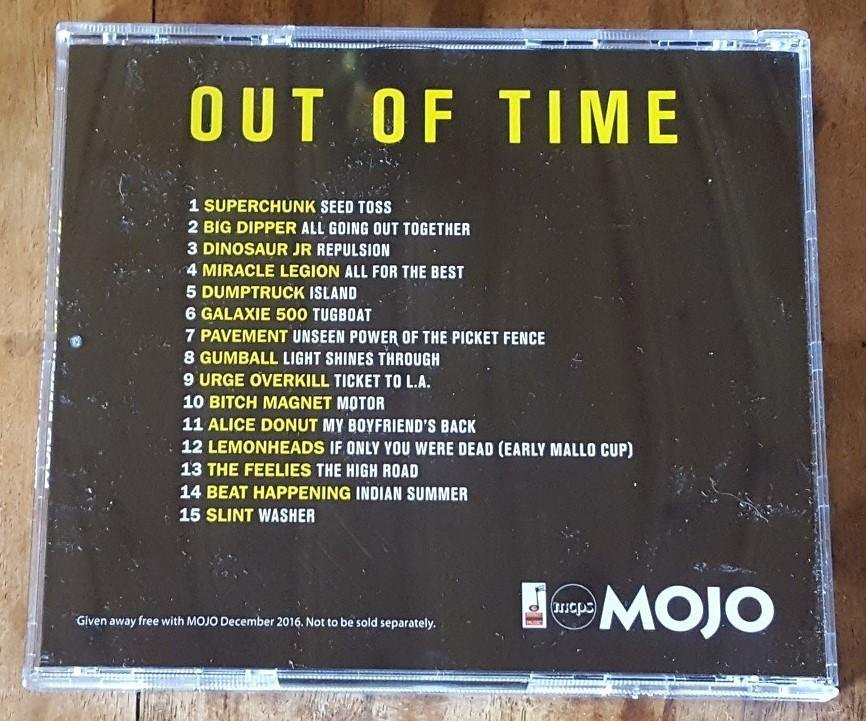 OUT OF TIME
1 SUPERCHUNK SEED TOSS
2 BIG DIPPER ALL GOING OUT TOGETHER
3 DINOSAUR JR REPULSION
4 MIRACLE LEGION ALL FOR THE BEST
5 DUMPTRUCK ISLAND
6 GALAXIE 500 TUGBOAT
7 PAVEMENT UNSEEN POWER OF THE PICKET FENCE
8 GUMBALL LIGHT SHINES THROUGH
9 URGE OVERKILL TICKET TO L.A.
10 BITCH MAGNET MOTOR
11 ALICE DONUT MY BOYFRIEND'S BACK
12 LEMONHEADS IF ONLY YOU WERE DEAD (EARLY MALLO CUP)
13 THE FEELIES THE HIGH ROAD
14 BEAT HAPPENING INDIAN SUMMER
15 SLINT WASHER
Given away free with MOJO December 2016. Not to be sold separately.
mcps MOJO